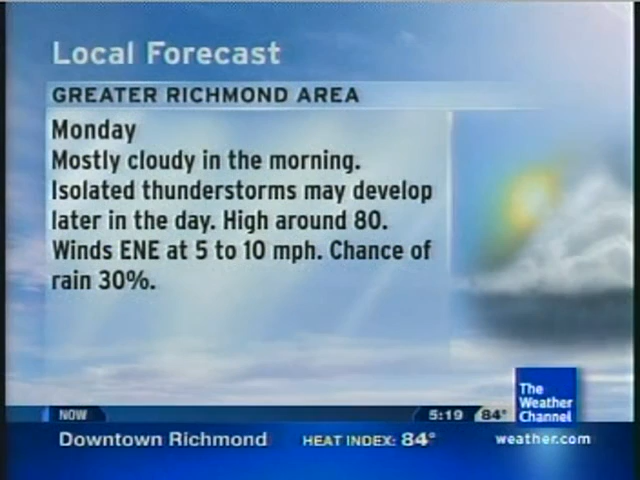 Local Forecast
GREATER RICHMOND AREA
Monday
Mostly cloudy in the morning.
Isolated thunderstorms may develop
later in the day. High around 80.
Winds ENE at 5 to 10 mph. Chance of
rain 30%.
The
Weather
Channel
NOW
5:19 84°
Downtown Richmond HEAT INDEX: 84° weather.com